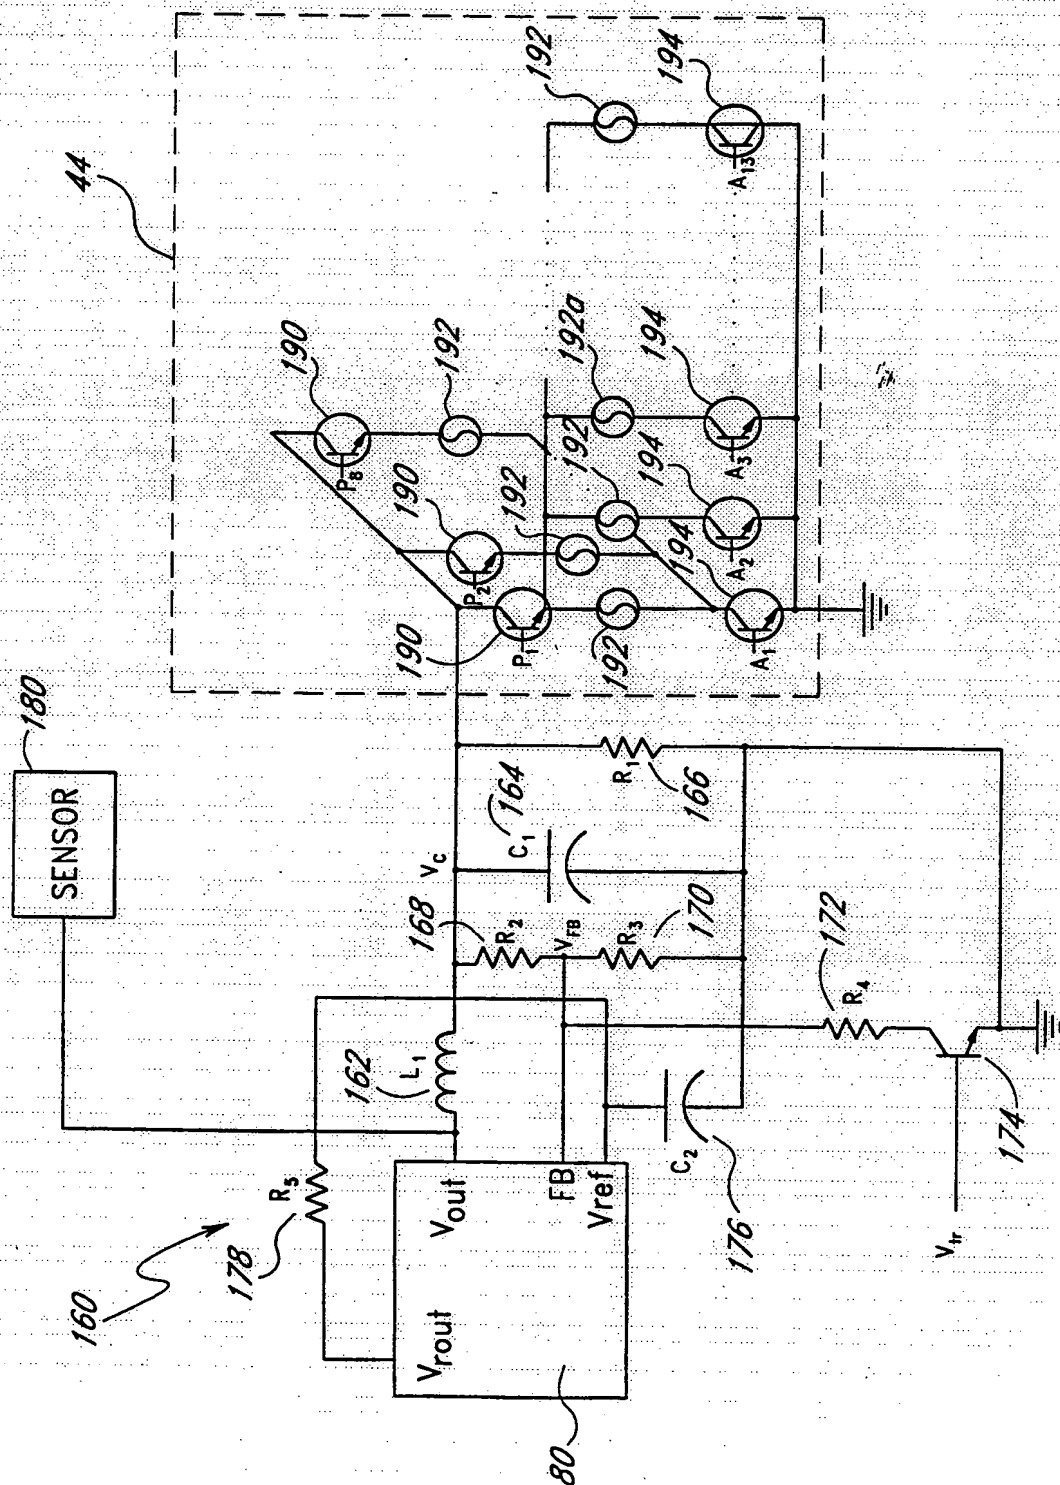 44
192
194
A13
190
192
192a
194
P8
190
192
192
194
A3
P2
194
A2
190
P1
192
A1
180
SENSOR
VC
164
C1
R1
166
168
R2
VFB
R3
170
172
R4
162
L1
174
Vtr
C2
176
R5
178
Vout
FB
Vref
160
Vrout
80